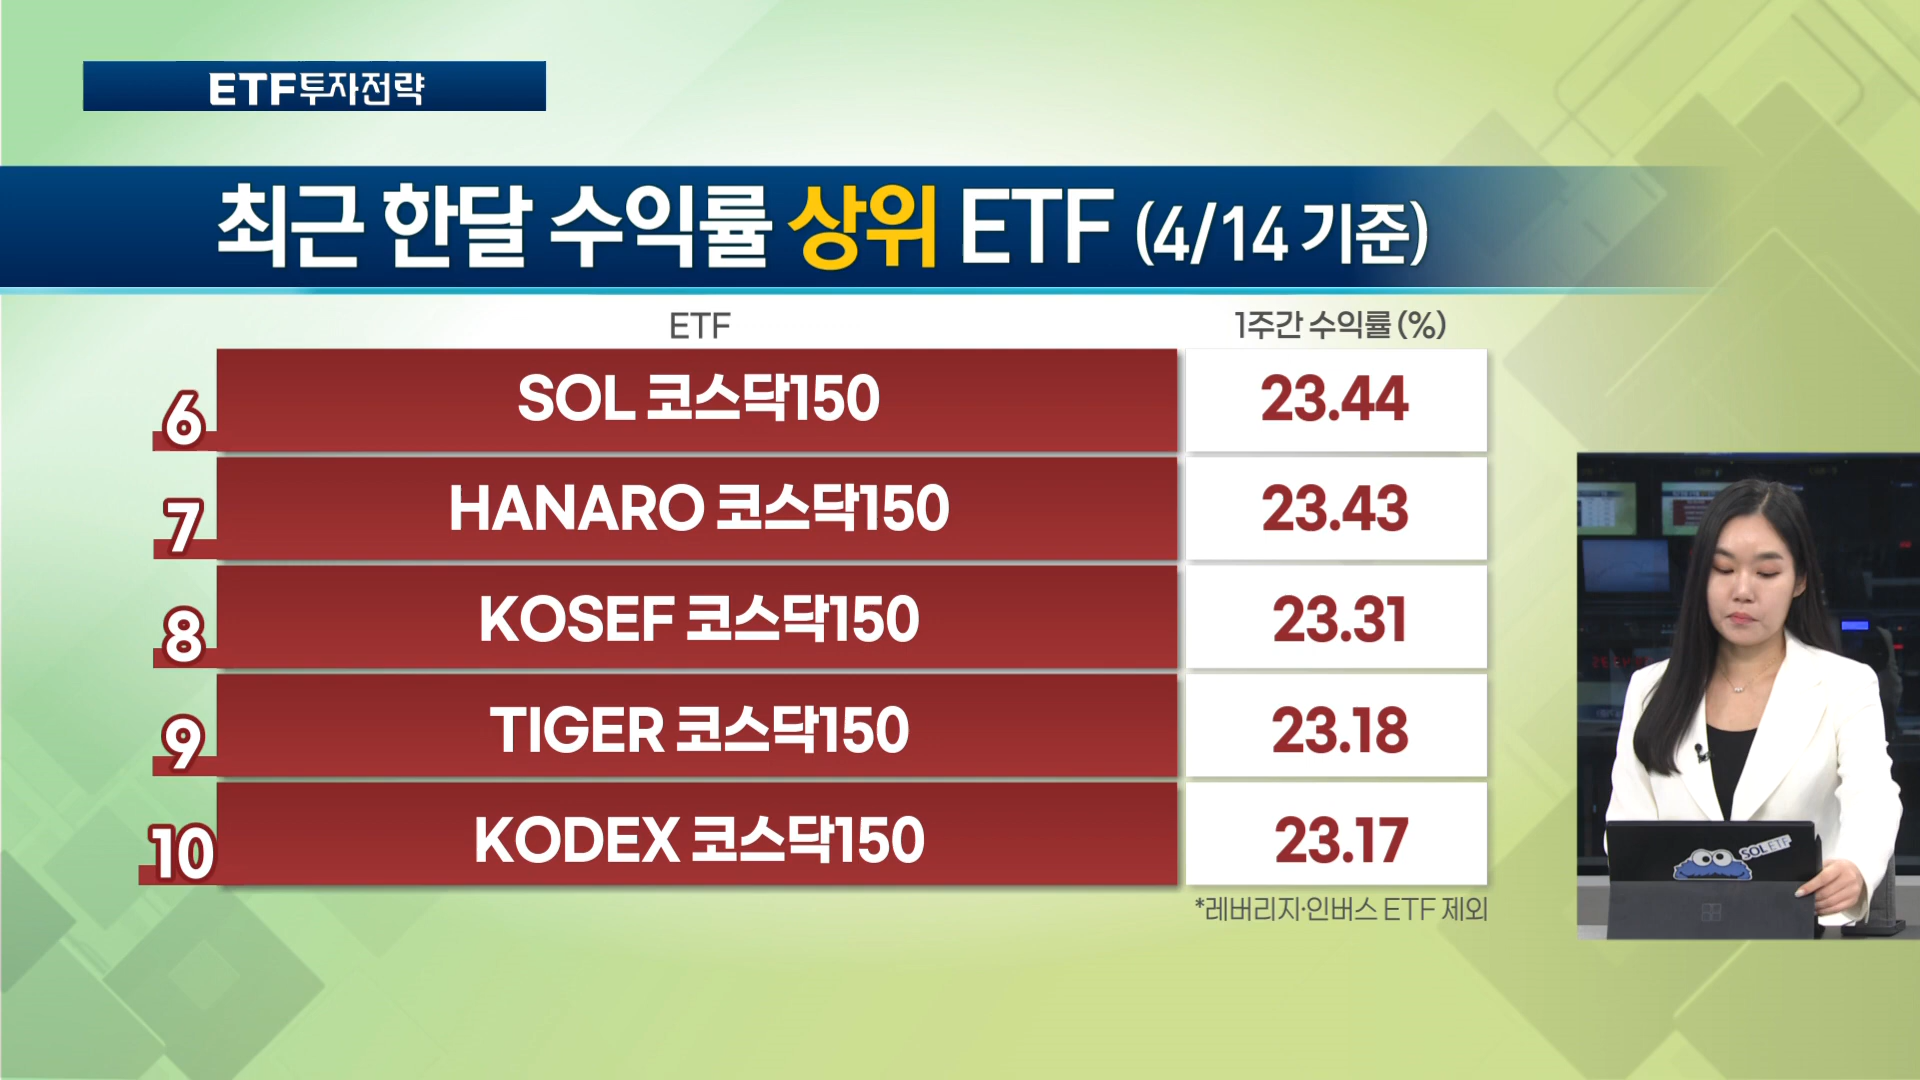 ETF투자전략
최근 한달 수익률 상위 ETF (4/14 기준)
ETF 1주간 수익률 (%)
6 SOL 코스닥150 23.44
7 HANARO 코스닥150 23.43
8 KOSEF 코스닥150 23.31
9 TIGER 코스닥150 23.18
10 KODEX 코스닥150 23.17
*레버리지·인버스 ETF 제외
SOL ETF